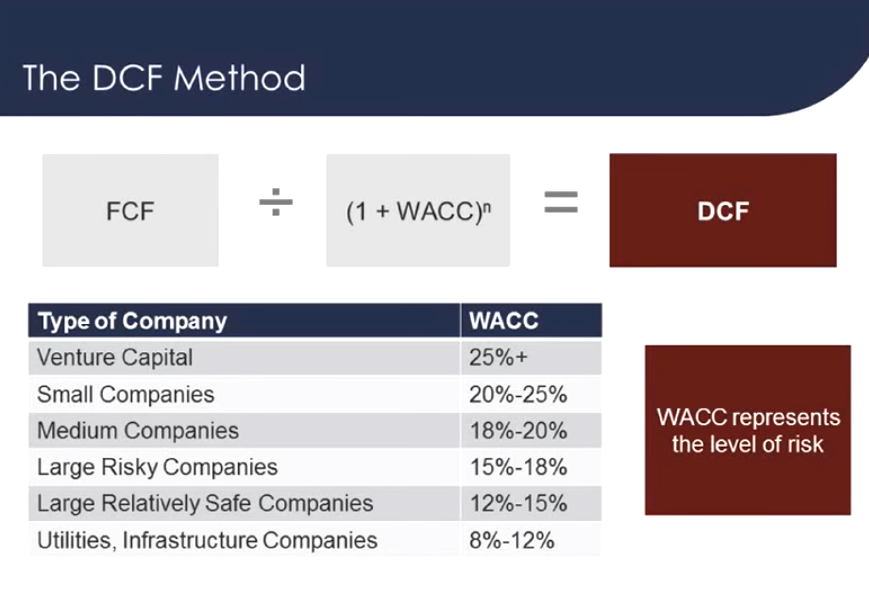 The DCF Method
FCF ÷ (1 + WACC)ⁿ = DCF
Type of Company WACC
Venture Capital 25%+
Small Companies 20%-25%
Medium Companies 18%-20%
Large Risky Companies 15%-18%
Large Relatively Safe Companies 12%-15%
Utilities, Infrastructure Companies 8%-12%
WACC represents
the level of risk